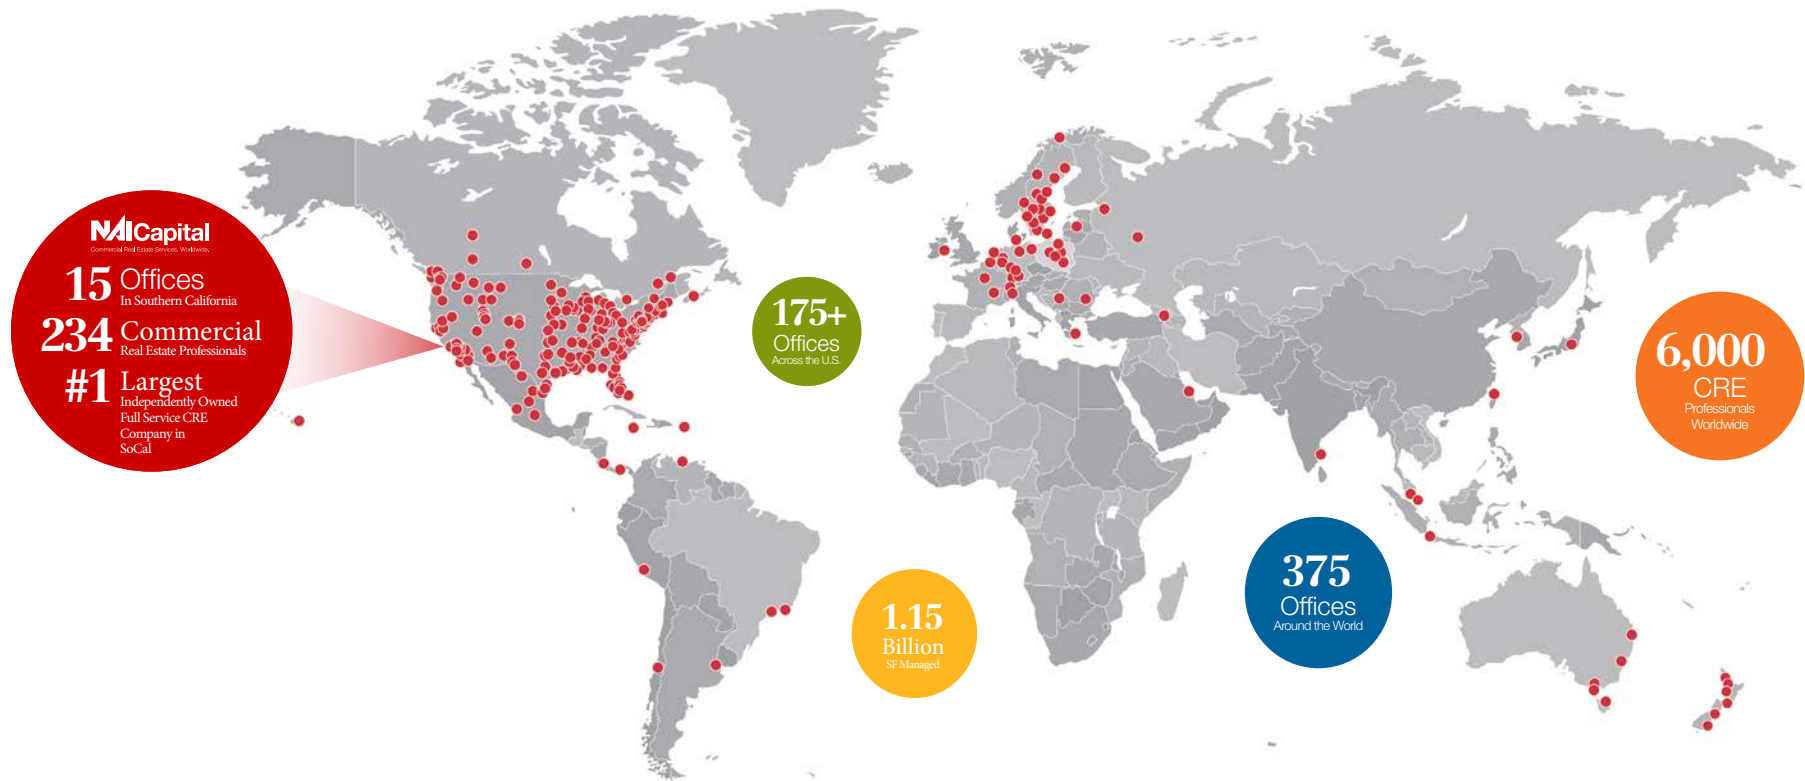 NAICapital
Commercial Real Estate Services, Worldwide.
15 Offices
In Southern California
234 Commercial
Real Estate Professionals
#1 Largest
Independently Owned
Full Service CRE
Company in
SoCal
175+
Offices
Across the U.S.
1.15
Billion
SF Managed
375
Offices
Around the World
6,000
CRE
Professionals
Worldwide